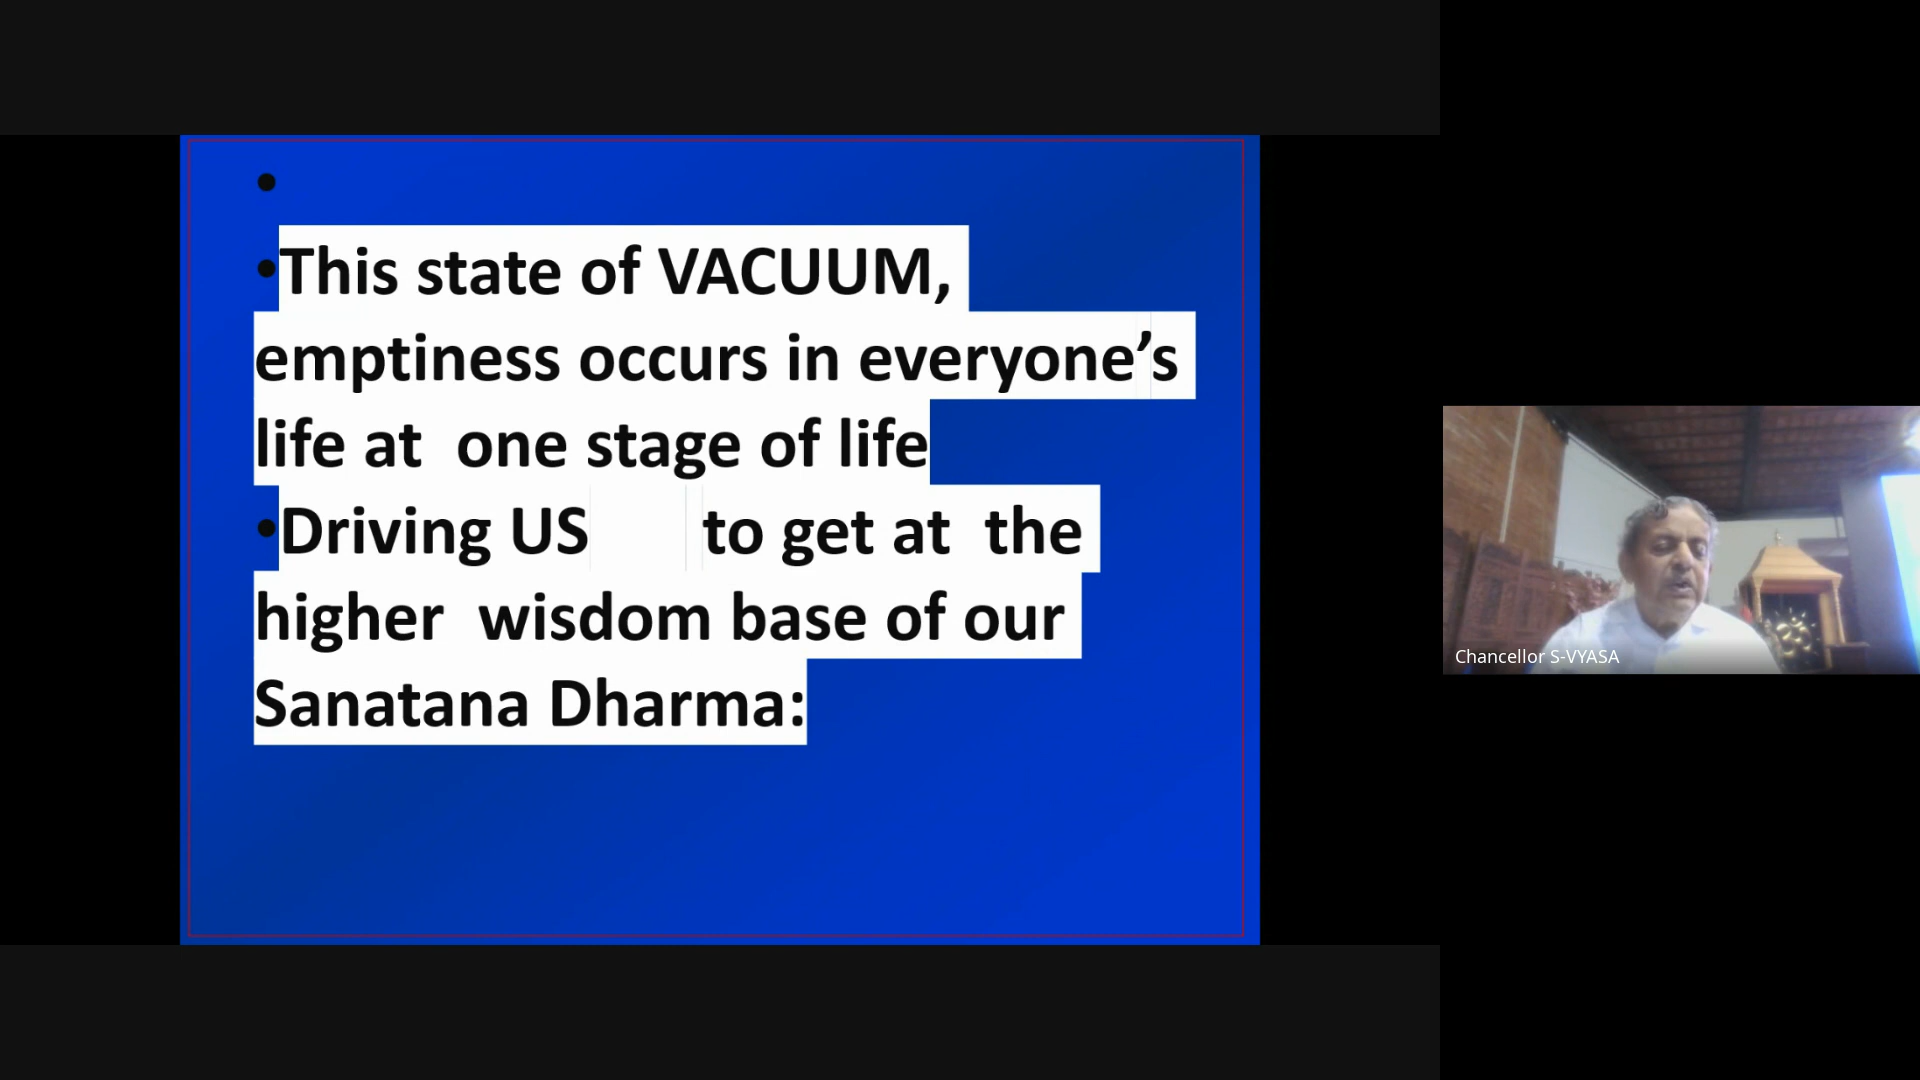 •
•This state of VACUUM,
emptiness occurs in everyone’s
life at  one stage of life
•Driving US      to get at  the
higher  wisdom base of our
Sanatana Dharma:
Chancellor S-VYASA